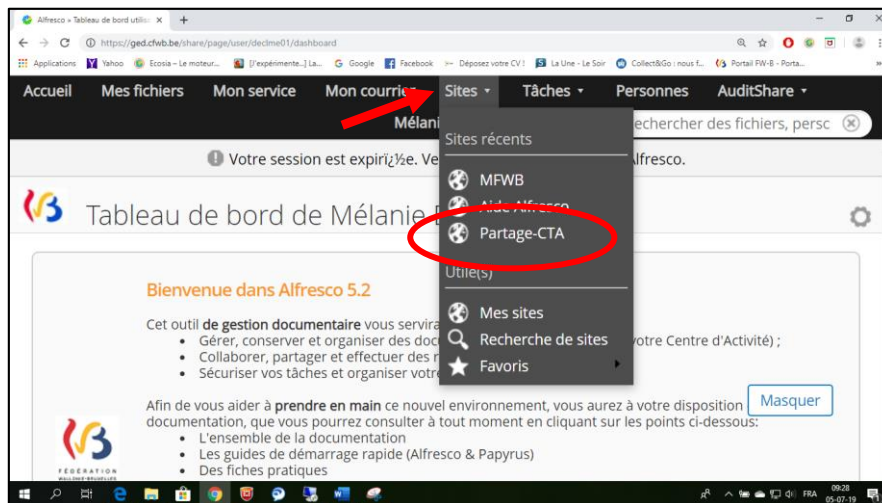 Alfresco » Tableau de bord utilis
https://ged.cfwb.be/share/page/user/declme01/dashboard
Applications Yahoo Ecosia – Le moteur... [l'expérimente...] La... Google Facebook Déposez votre CV ! La Une - Le Soir Collect&Go : nous f... Portail FW-B - Porta... »
Accueil Mes fichiers Mon service Mon courrier Sites Tâches Personnes AuditShare
Mélani echercher des fichiers, persc
Sites récents
Votre session est expirï¿½e. Ve lfresco.
MFWB
Aide Alfresco
Tableau de bord de Mélanie
Partage-CTA
Utile(s)
Bienvenue dans Alfresco 5.2
Mes sites
Cet outil de gestion documentaire vous servira
Recherche de sites
Gérer, conserver et organiser des doc votre Centre d'Activité) ;
Collaborer, partager et effectuer des r
Favoris
Sécuriser vos tâches et organiser votre
Masquer
Afin de vous aider à prendre en main ce nouvel environnement, vous aurez à votre disposition
documentation, que vous pourrez consulter à tout moment en cliquant sur les points ci-dessous:
L'ensemble de la documentation
Les guides de démarrage rapide (Alfresco & Papyrus)
Des fiches pratiques
FÉDÉRATION
WALLONIE-BRUXELLES
FRA
09:28
05-07-19